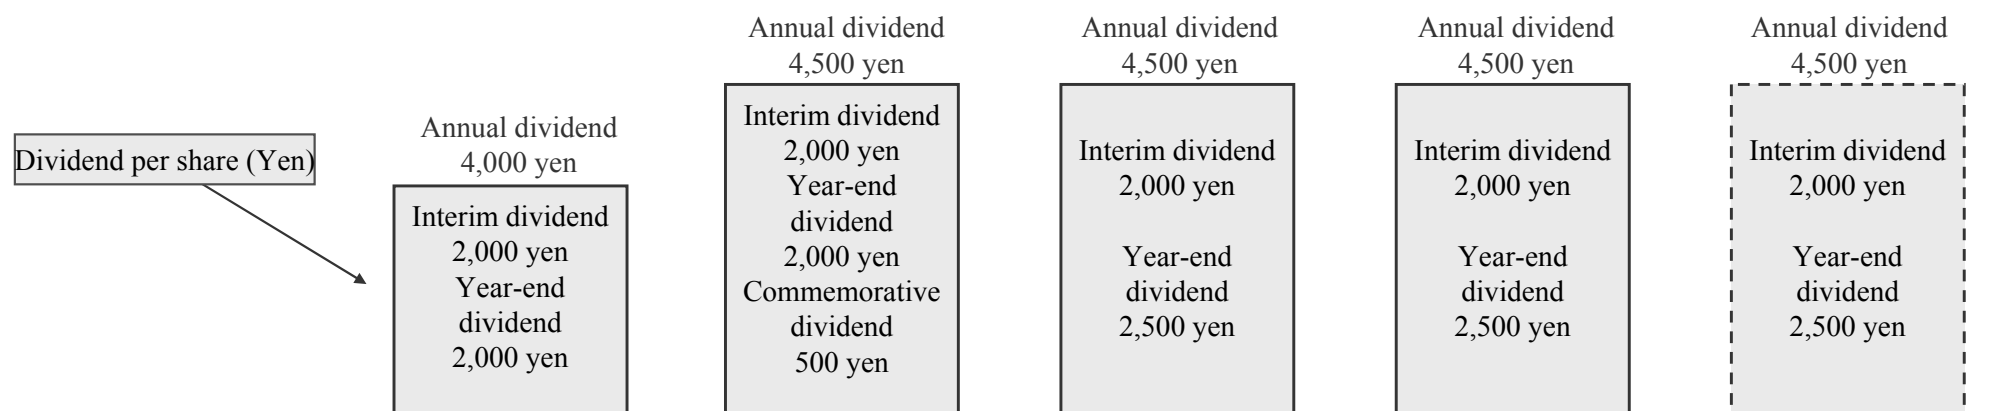 Dividend per share (Yen)
Annual dividend
4,000 yen
Interim dividend
2,000 yen
Year-end
dividend
2,000 yen
Annual dividend
4,500 yen
Interim dividend
2,000 yen
Year-end
dividend
2,000 yen
Commemorative
dividend
500 yen
Annual dividend
4,500 yen
Interim dividend
2,000 yen
Year-end
dividend
2,500 yen
Annual dividend
4,500 yen
Interim dividend
2,000 yen
Year-end
dividend
2,500 yen
Annual dividend
4,500 yen
Interim dividend
2,000 yen
Year-end
dividend
2,500 yen